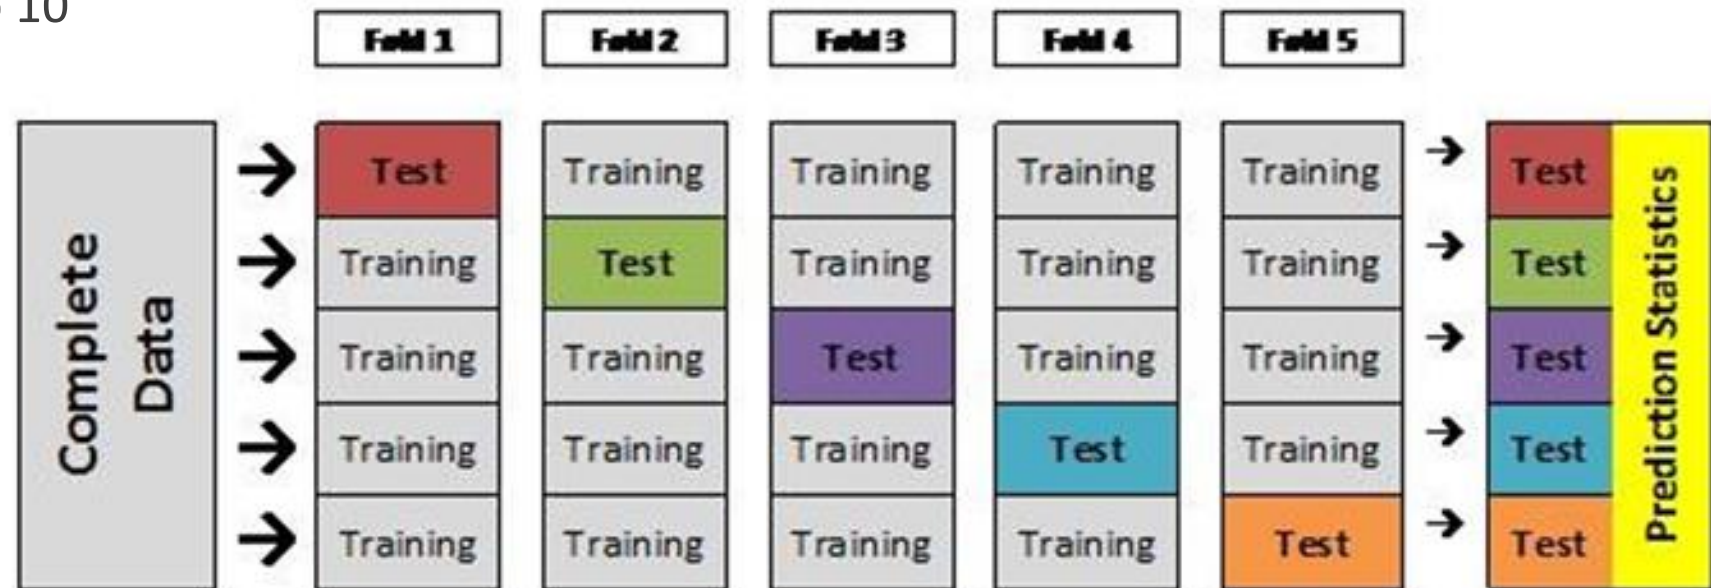 10
Fold 1 Fold 2 Fold 3 Fold 4 Fold 5
Complete
Data
Test Training Training Training Training Test
Training Test Training Training Training Test
Training Training Test Training Training Test
Training Training Training Test Training Test
Training Training Training Training Test Test
Prediction Statistics